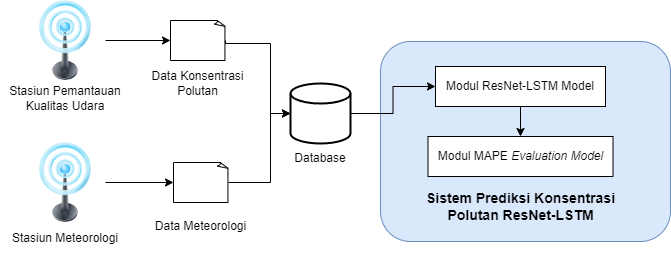 Stasiun Pemantauan
Kualitas Udara
Data Konsentrasi
Polutan
Stasiun Meteorologi
Data Meteorologi
Database
Modul ResNet-LSTM Model
Modul MAPE Evaluation Model
Sistem Prediksi Konsentrasi
Polutan ResNet-LSTM